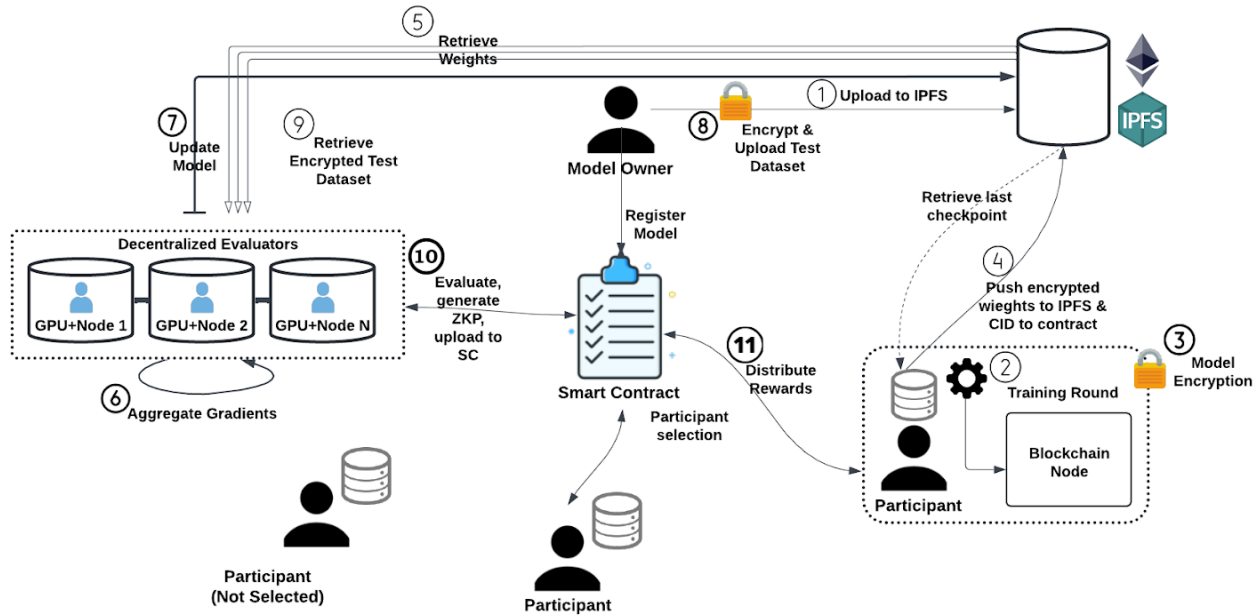 5
Retrieve
Weights
1 Upload to IPFS
IPFS
7
Update
Model
9
Retrieve
Encrypted Test
Dataset
Model Owner
8
Encrypt &
Upload Test
Dataset
Retrieve last
checkpoint
Register
Model
Decentralized Evaluators
GPU+Node 1
GPU+Node 2
GPU+Node N
10
Evaluate,
generate
ZKP,
upload to
SC
4
Push encrypted
wieghts to IPFS &
CID to contract
6
Aggregate Gradients
Smart Contract
11
Distribute
Rewards
3
Model
Encryption
2
Training Round
Blockchain
Node
Participant
Participant
selection
Participant
(Not Selected)
Participant